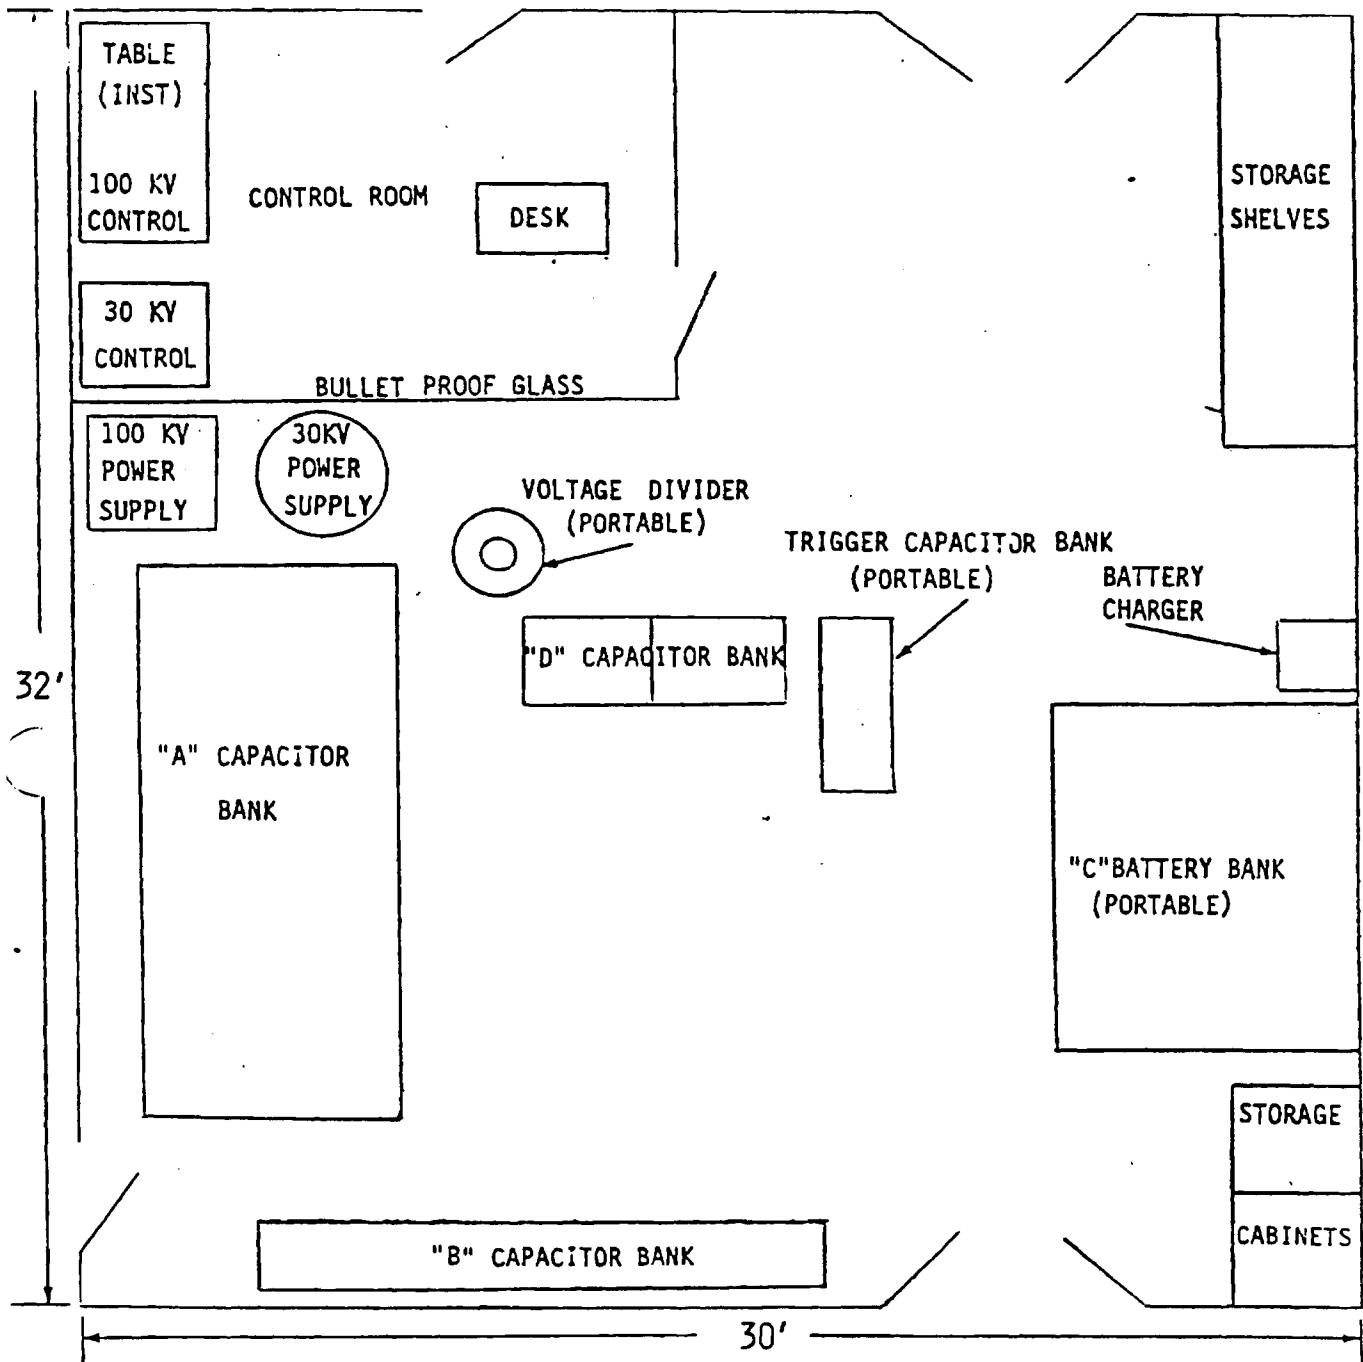 TABLE
(INST)
100 KV
CONTROL
CONTROL ROOM
DESK
STORAGE
SHELVES
30 KV
CONTROL
BULLET PROOF GLASS
100 KV
POWER
SUPPLY
30KV
POWER
SUPPLY
VOLTAGE DIVIDER
(PORTABLE)
TRIGGER CAPACITOR BANK
(PORTABLE)
BATTERY
CHARGER
"D" CAPACITOR BANK
32'
"A" CAPACITOR
BANK
"C"BATTERY BANK
(PORTABLE)
STORAGE
CABINETS
"B" CAPACITOR BANK
30'